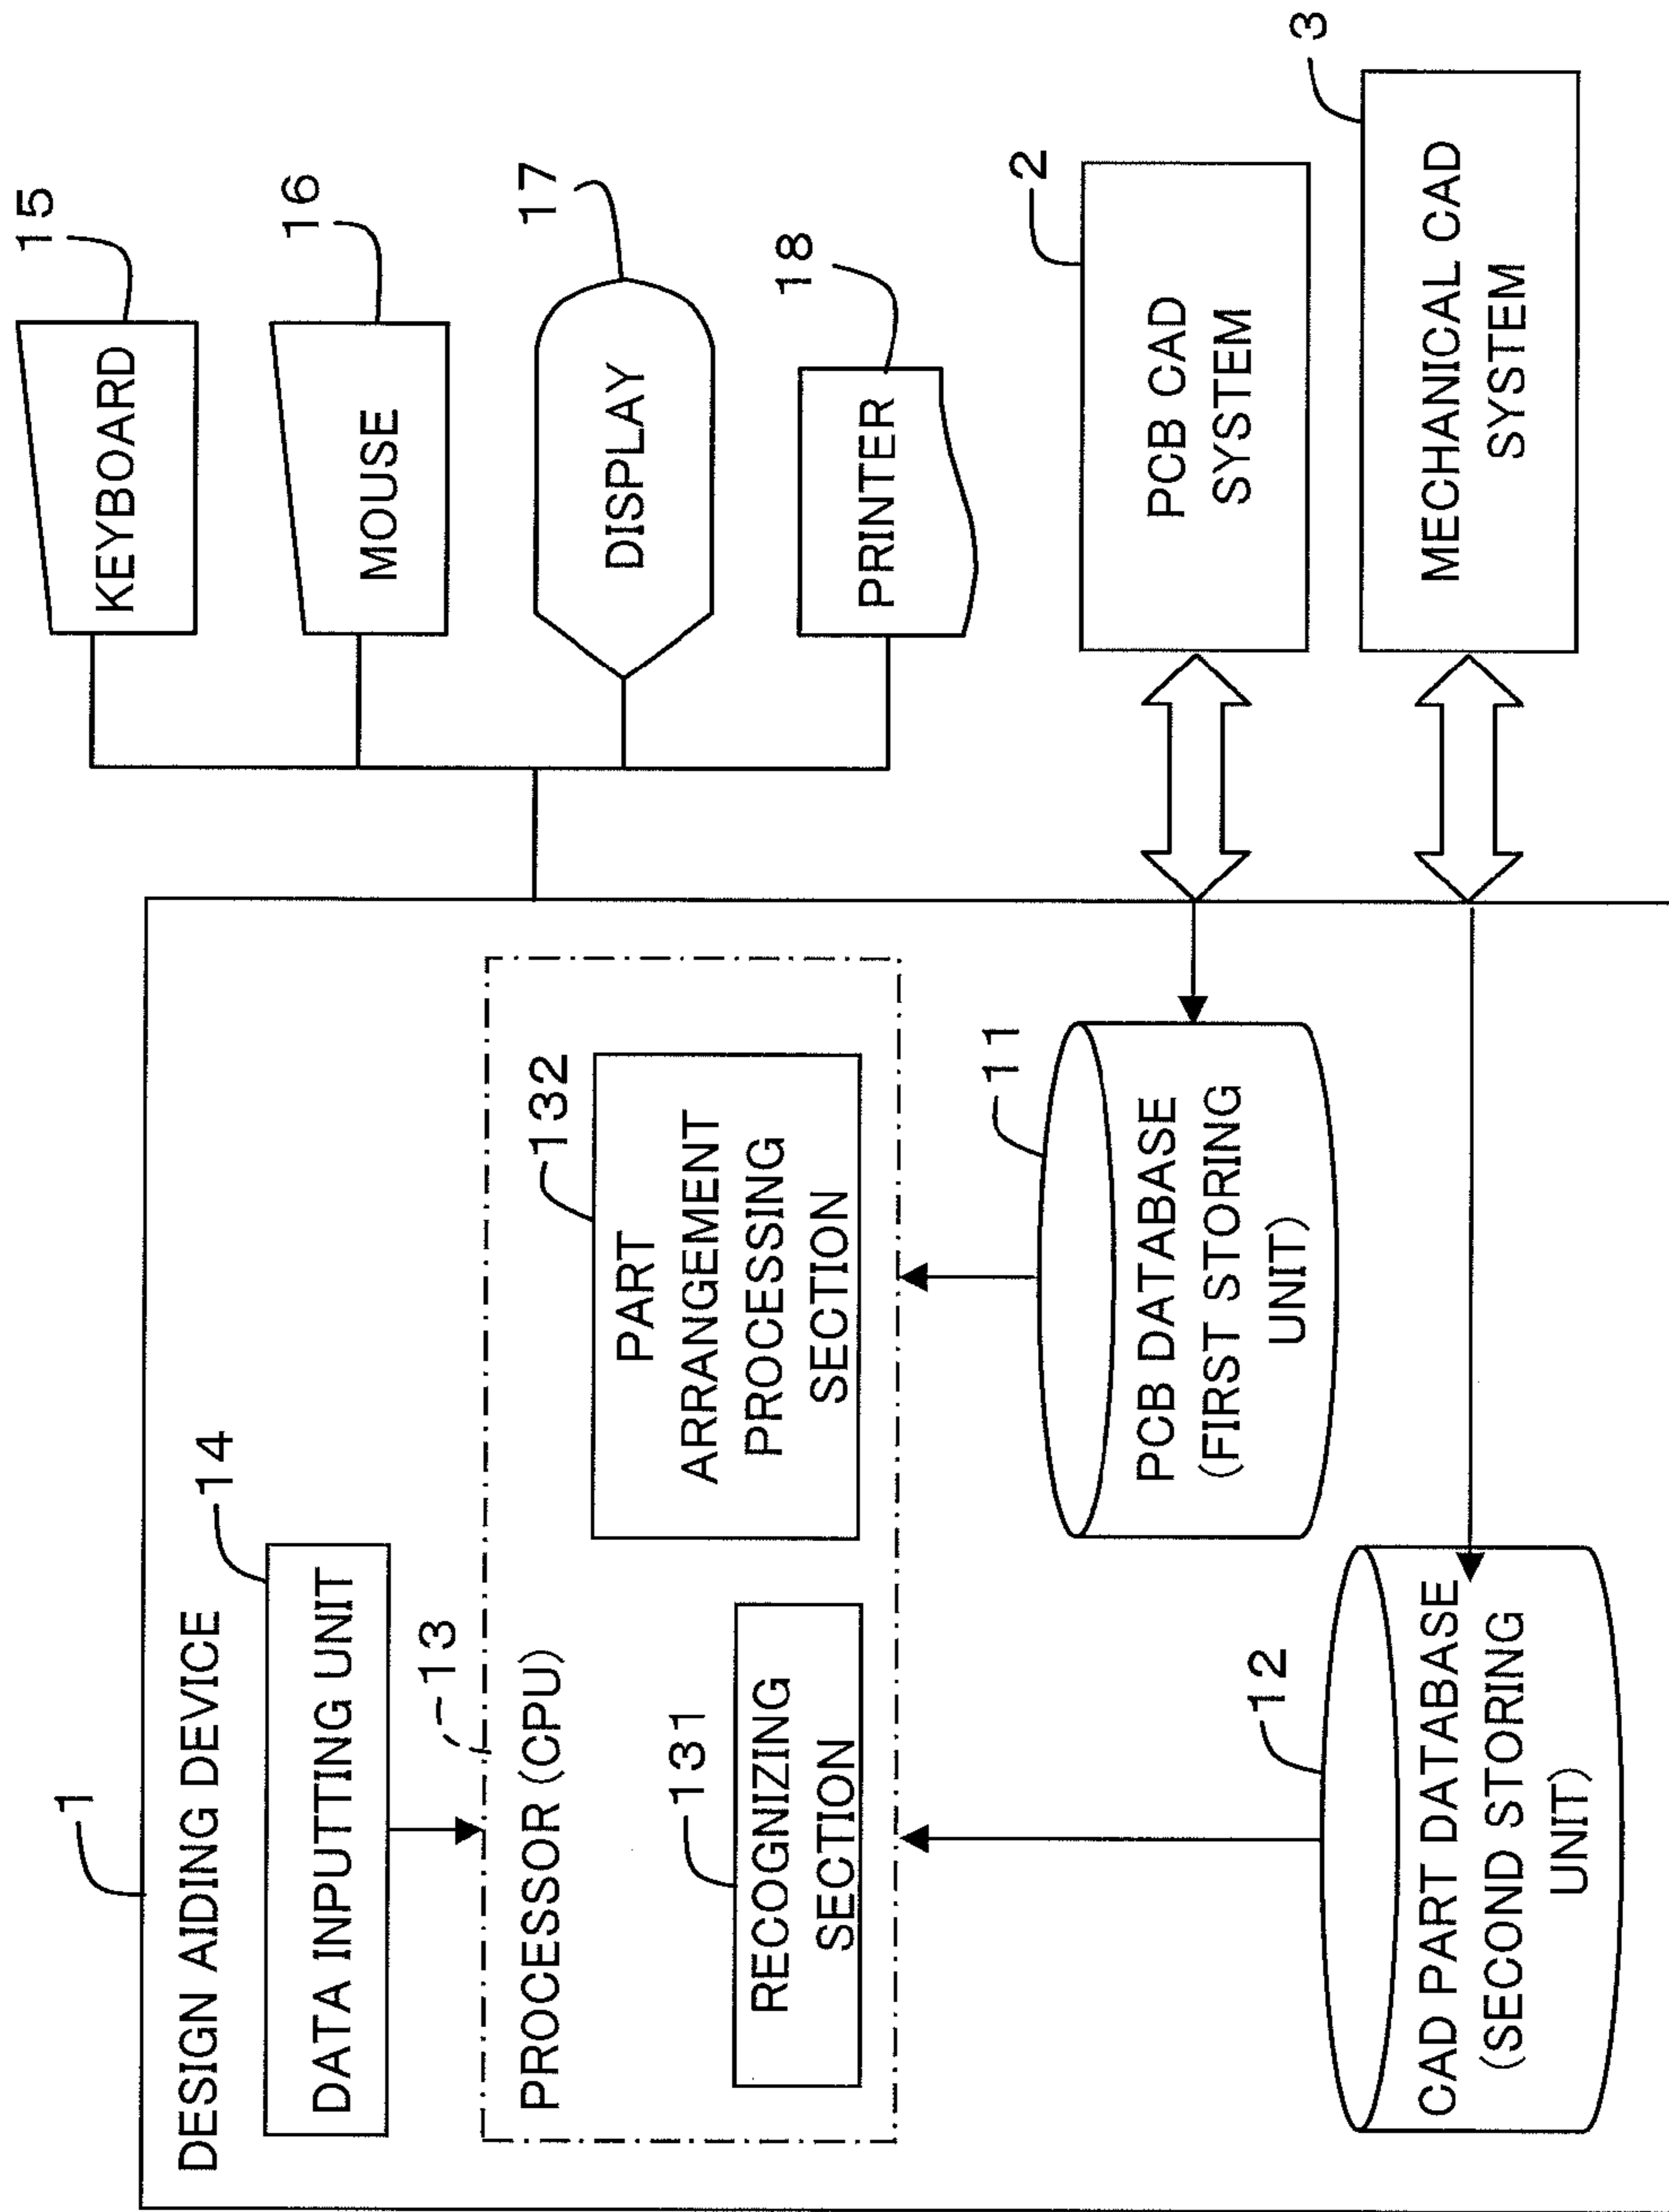 1
DESIGN AIDING DEVICE
14
DATA INPUTTING UNIT
13
PROCESSOR (CPU)
131
RECOGNIZING
SECTION
132
PART
ARRANGEMENT
PROCESSING
SECTION
11
PCB DATABASE
(FIRST STORING
UNIT)
12
CAD PART DATABASE
(SECOND STORING
UNIT)
15
KEYBOARD
16
MOUSE
17
DISPLAY
18
PRINTER
2
PCB CAD
SYSTEM
3
MECHANICAL CAD
SYSTEM